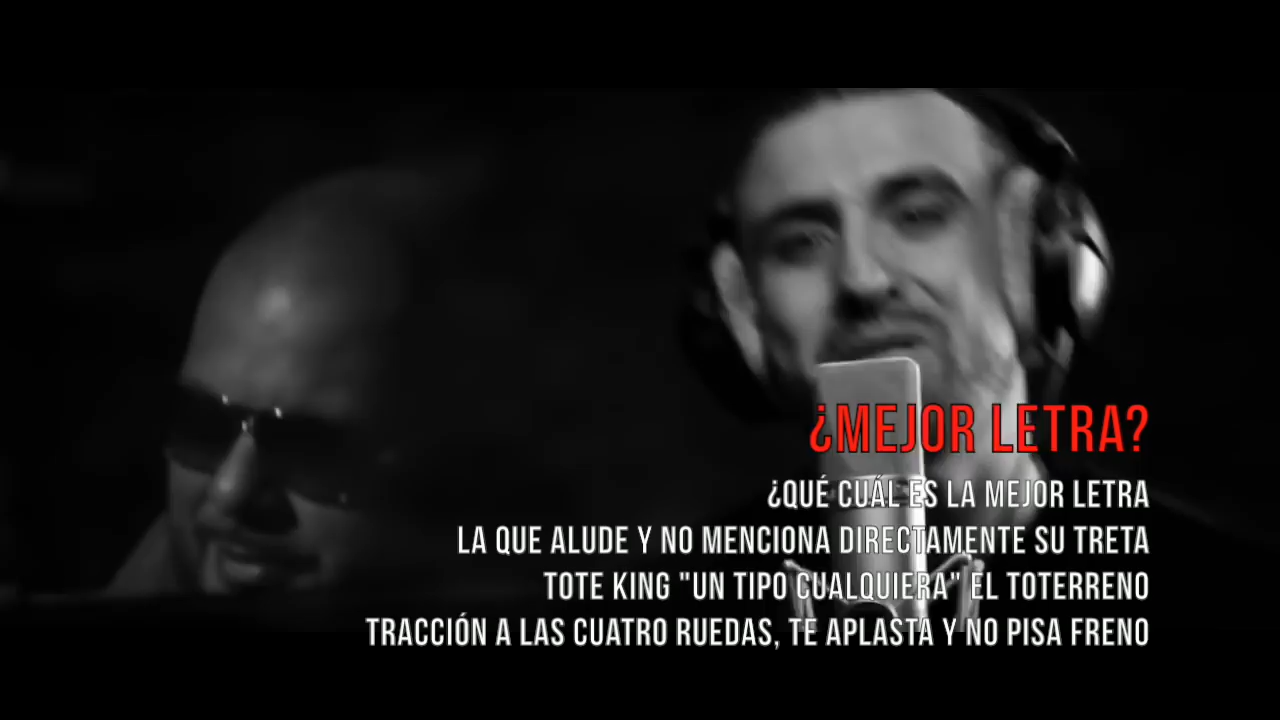 ¿MEJOR LETRA?
¿QUÉ CUÁL ES LA MEJOR LETRA
LA QUE ALUDE Y NO MENCIONA DIRECTAMENTE SU TRETA
TOTE KING "UN TIPO CUALQUIERA" EL TOTERRENO
TRACCIÓN A LAS CUATRO RUEDAS, TE APLASTA Y NO PISA FRENO